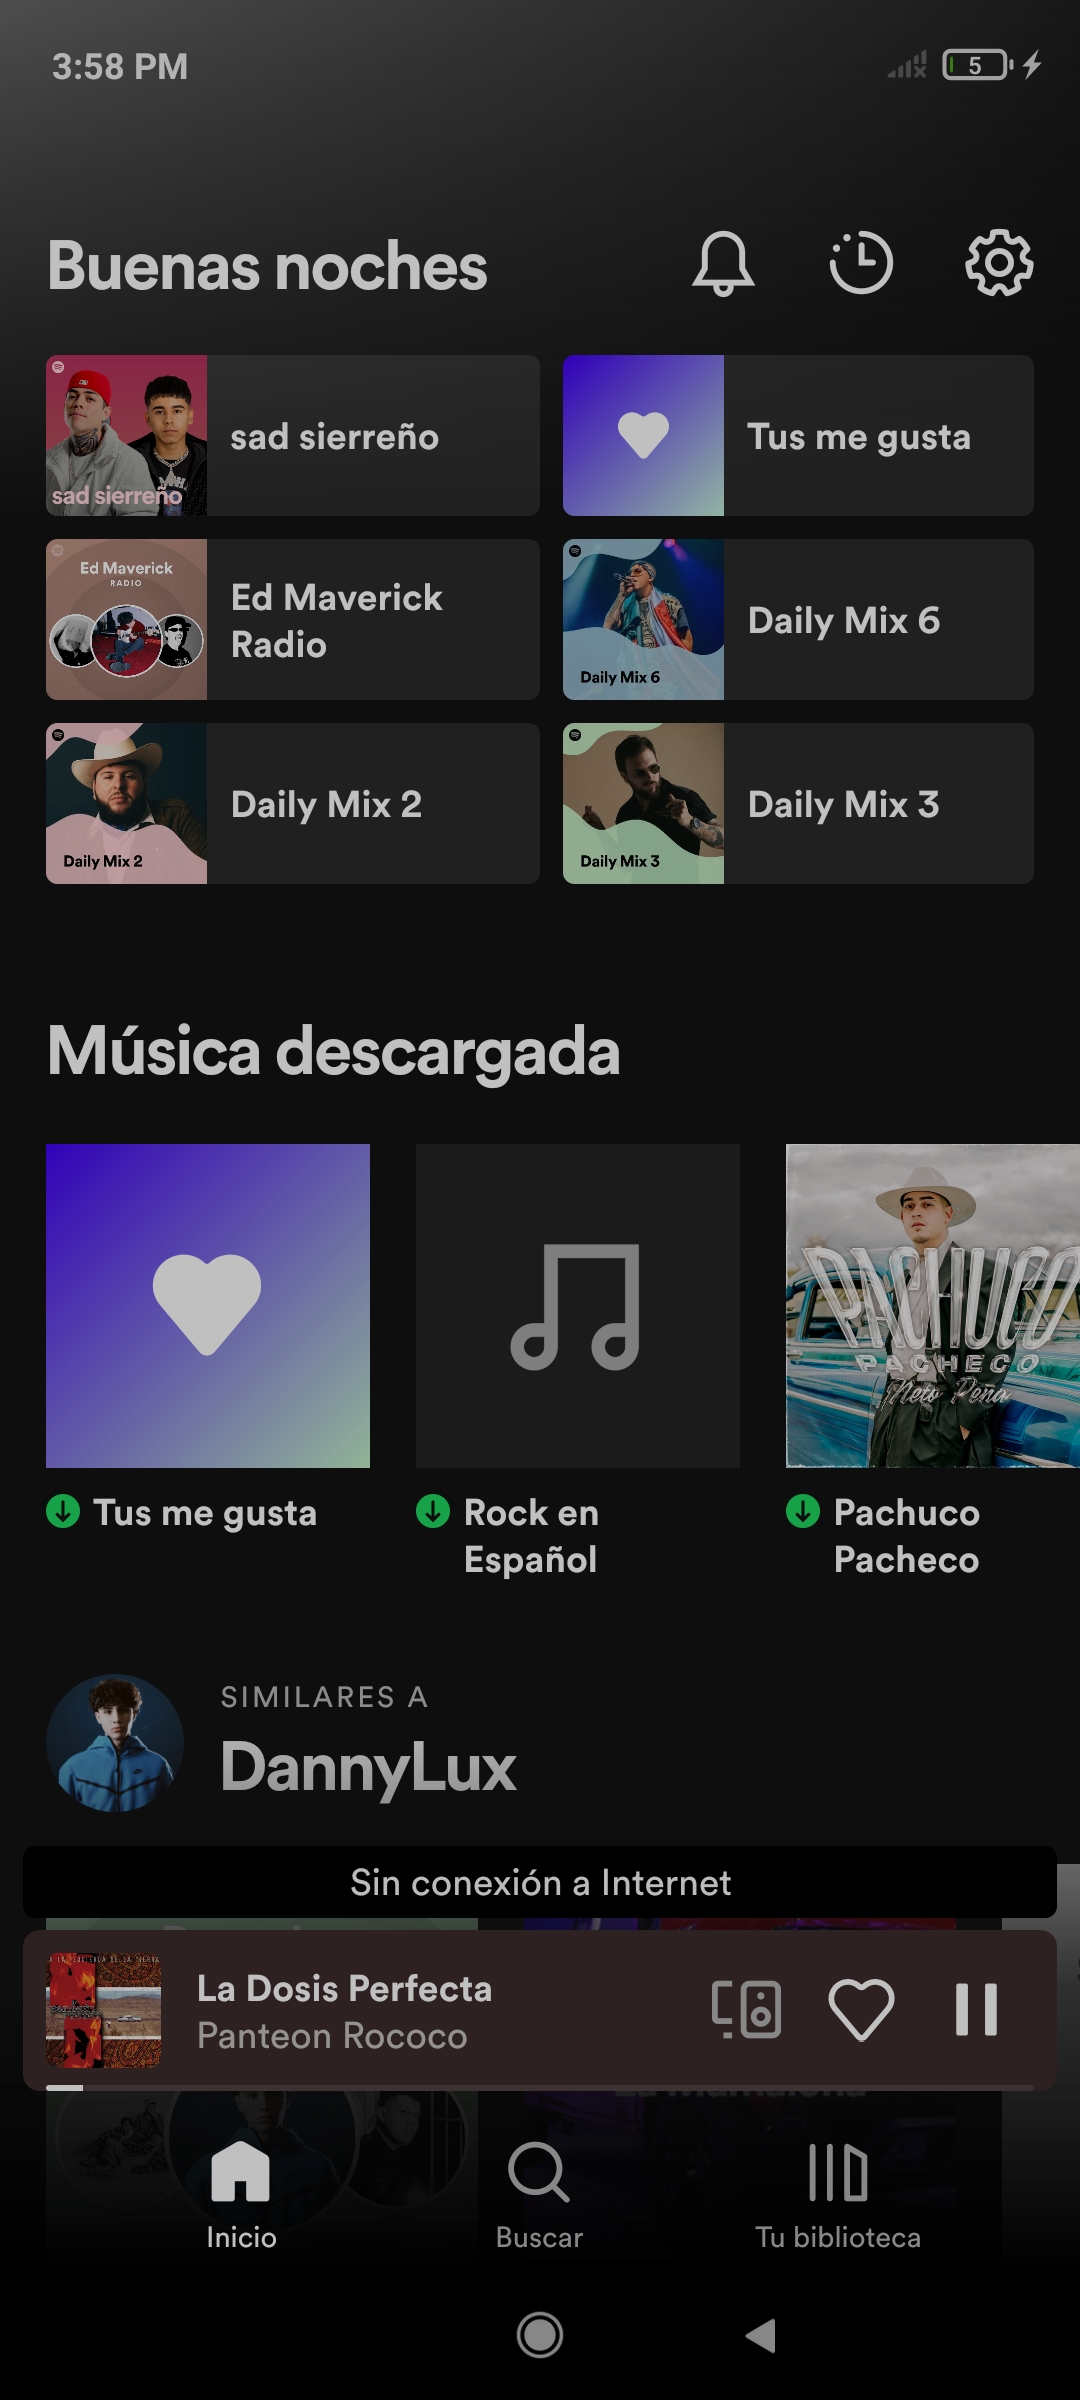 3:58 PM
5
Buenas noches
sad sierreño
sad sierreño
Tus me gusta
Ed Maverick
RADIO
Ed Maverick
Radio
Daily Mix 6
Daily Mix 6
Daily Mix 2
Daily Mix 2
Daily Mix 3
Daily Mix 3
Música descargada
PACHUCO
PACHECO
Neto Peña
Tus me gusta
Rock en
Español
Pachuco
Pacheco
SIMILARES A
DannyLux
Sin conexión a Internet
La Dosis Perfecta
Panteon Rococo
Inicio
Buscar
Tu biblioteca